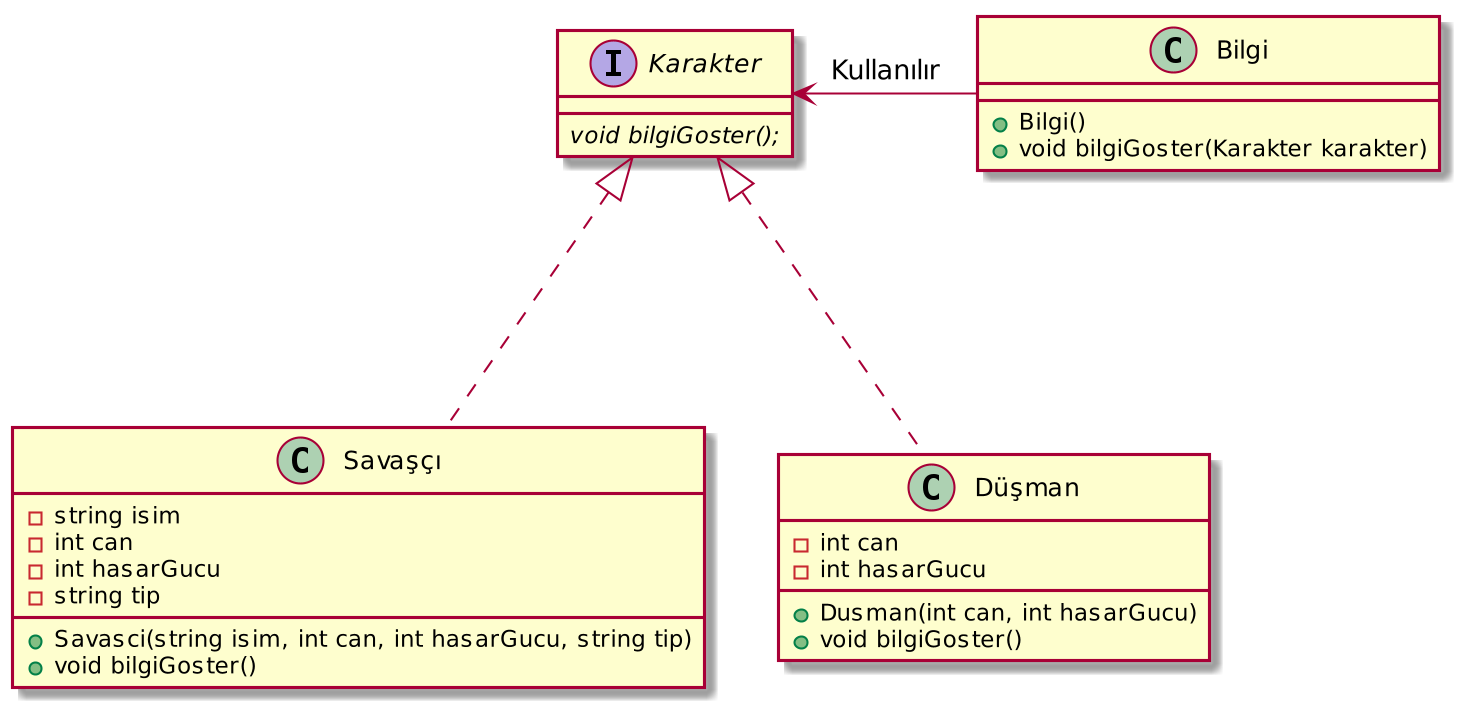 I Karakter
void bilgiGoster();
Kullanılır
C Bilgi
Bilgi()
void bilgiGoster(Karakter karakter)
C Savaşçı
string isim
int can
int hasarGucu
string tip
Savasci(string isim, int can, int hasarGucu, string tip)
void bilgiGoster()
C Düşman
int can
int hasarGucu
Dusman(int can, int hasarGucu)
void bilgiGoster()